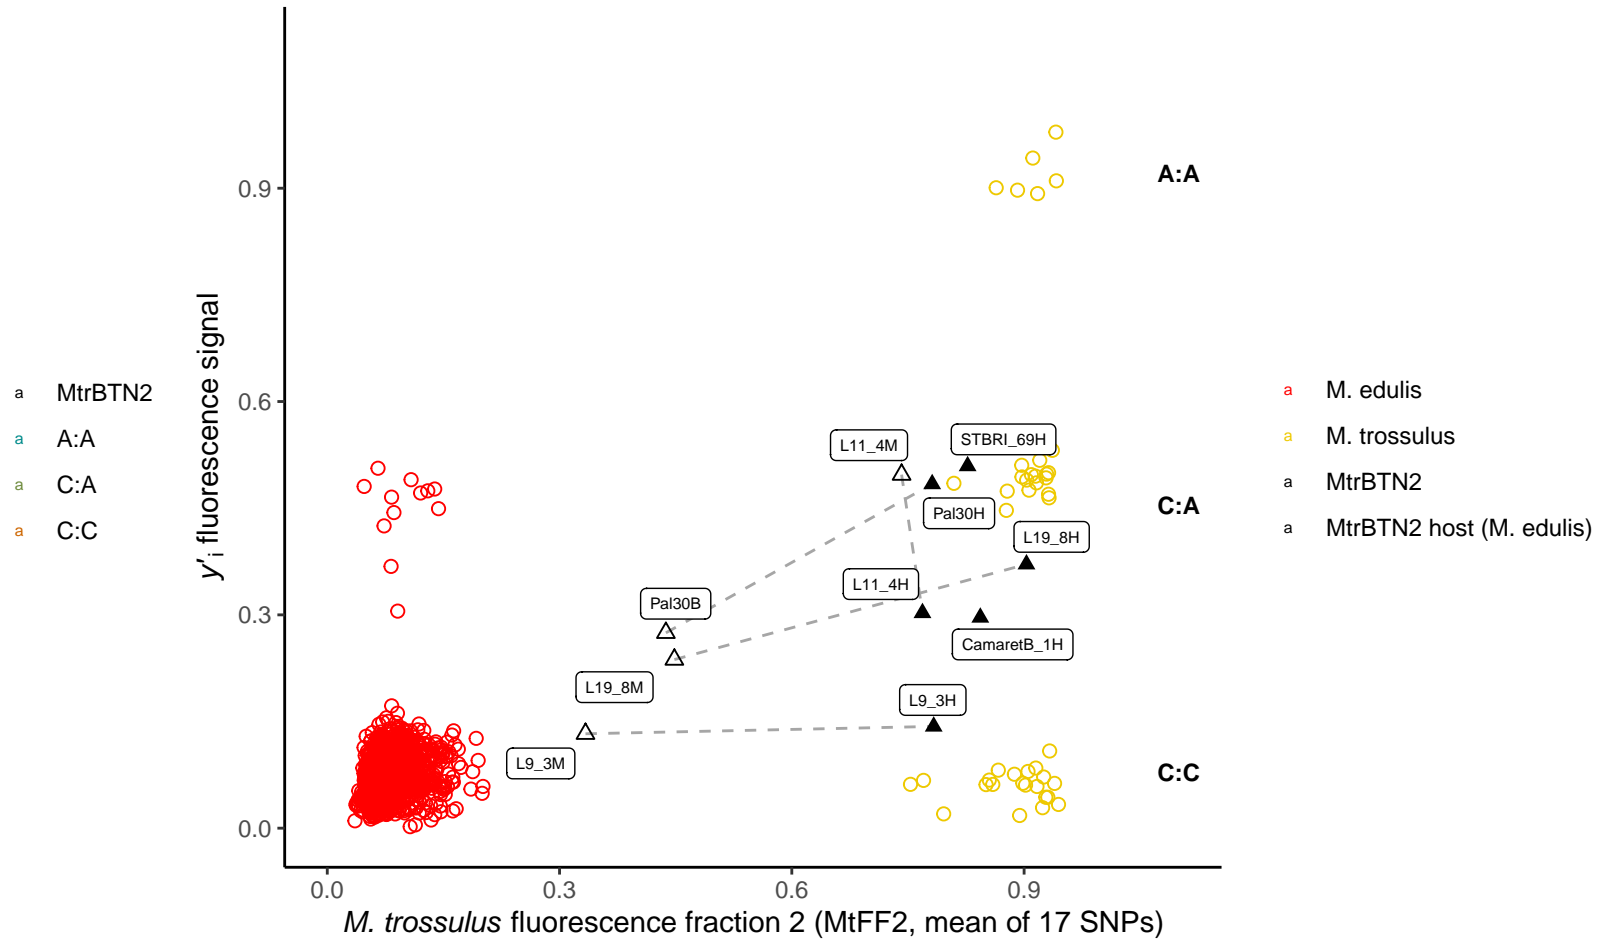 y′i fluorescence signal
0.9
0.6
0.3
0.0
0.0
0.3
0.6
0.9
M. trossulus fluorescence fraction 2 (MtFF2, mean of 17 SNPs)
a MtrBTN2
a A:A
a C:A
a C:C
A:A
C:A
C:C
L11_4M
STBRI_69H
Pal30H
L19_8H
L11_4H
Pal30B
CamaretB_1H
L19_8M
L9_3H
L9_3M
a M. edulis
a M. trossulus
a MtrBTN2
a MtrBTN2 host (M. edulis)